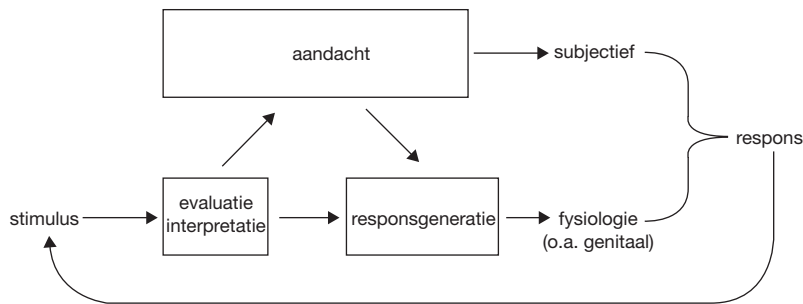 aandacht
subjectief
respons
stimulus
evaluatie
interpretatie
responsgeneratie
fysiologie
(o.a. genitaal)